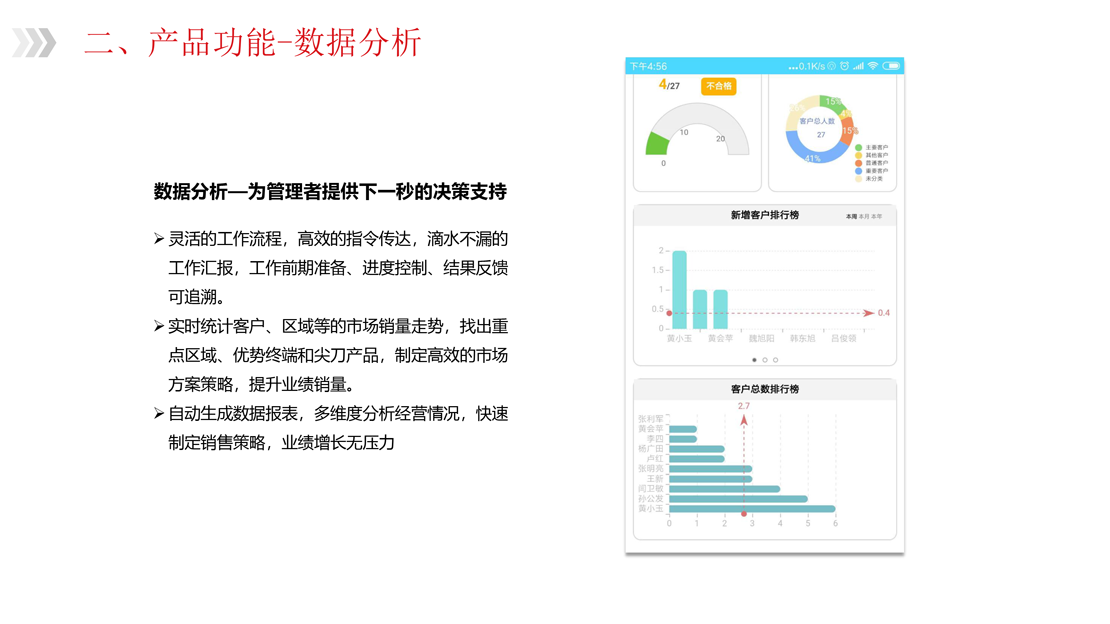 二、产品功能-数据分析
数据分析—为管理者提供下一秒的决策支持
灵活的工作流程，高效的指令传达，滴水不漏的
工作汇报，工作前期准备、进度控制、结果反馈
可追溯。
实时统计客户、区域等的市场销量走势，找出重
点区域、优势终端和尖刀产品，制定高效的市场
方案策略，提升业绩销量。
自动生成数据报表，多维度分析经营情况，快速
制定销售策略，业绩增长无压力
下午4:56 ...0.1K/s
4/27 不合格
0 10 20
15%
15%
41%
客户总人数
27
主要客户
其他客户
普通客户
重要客户
未分类
新增客户排行榜 本周 本月 本年
2
1.5
1
0.5
0
0.4
黄小玉 黄会苹 魏旭阳 韩东旭 吕俊领
客户总数排行榜
2.7
张利军
黄会苹
李四
杨广田
卢红
张明亮
王新
闫卫敏
孙公发
黄小玉
0 1 2 3 4 5 6